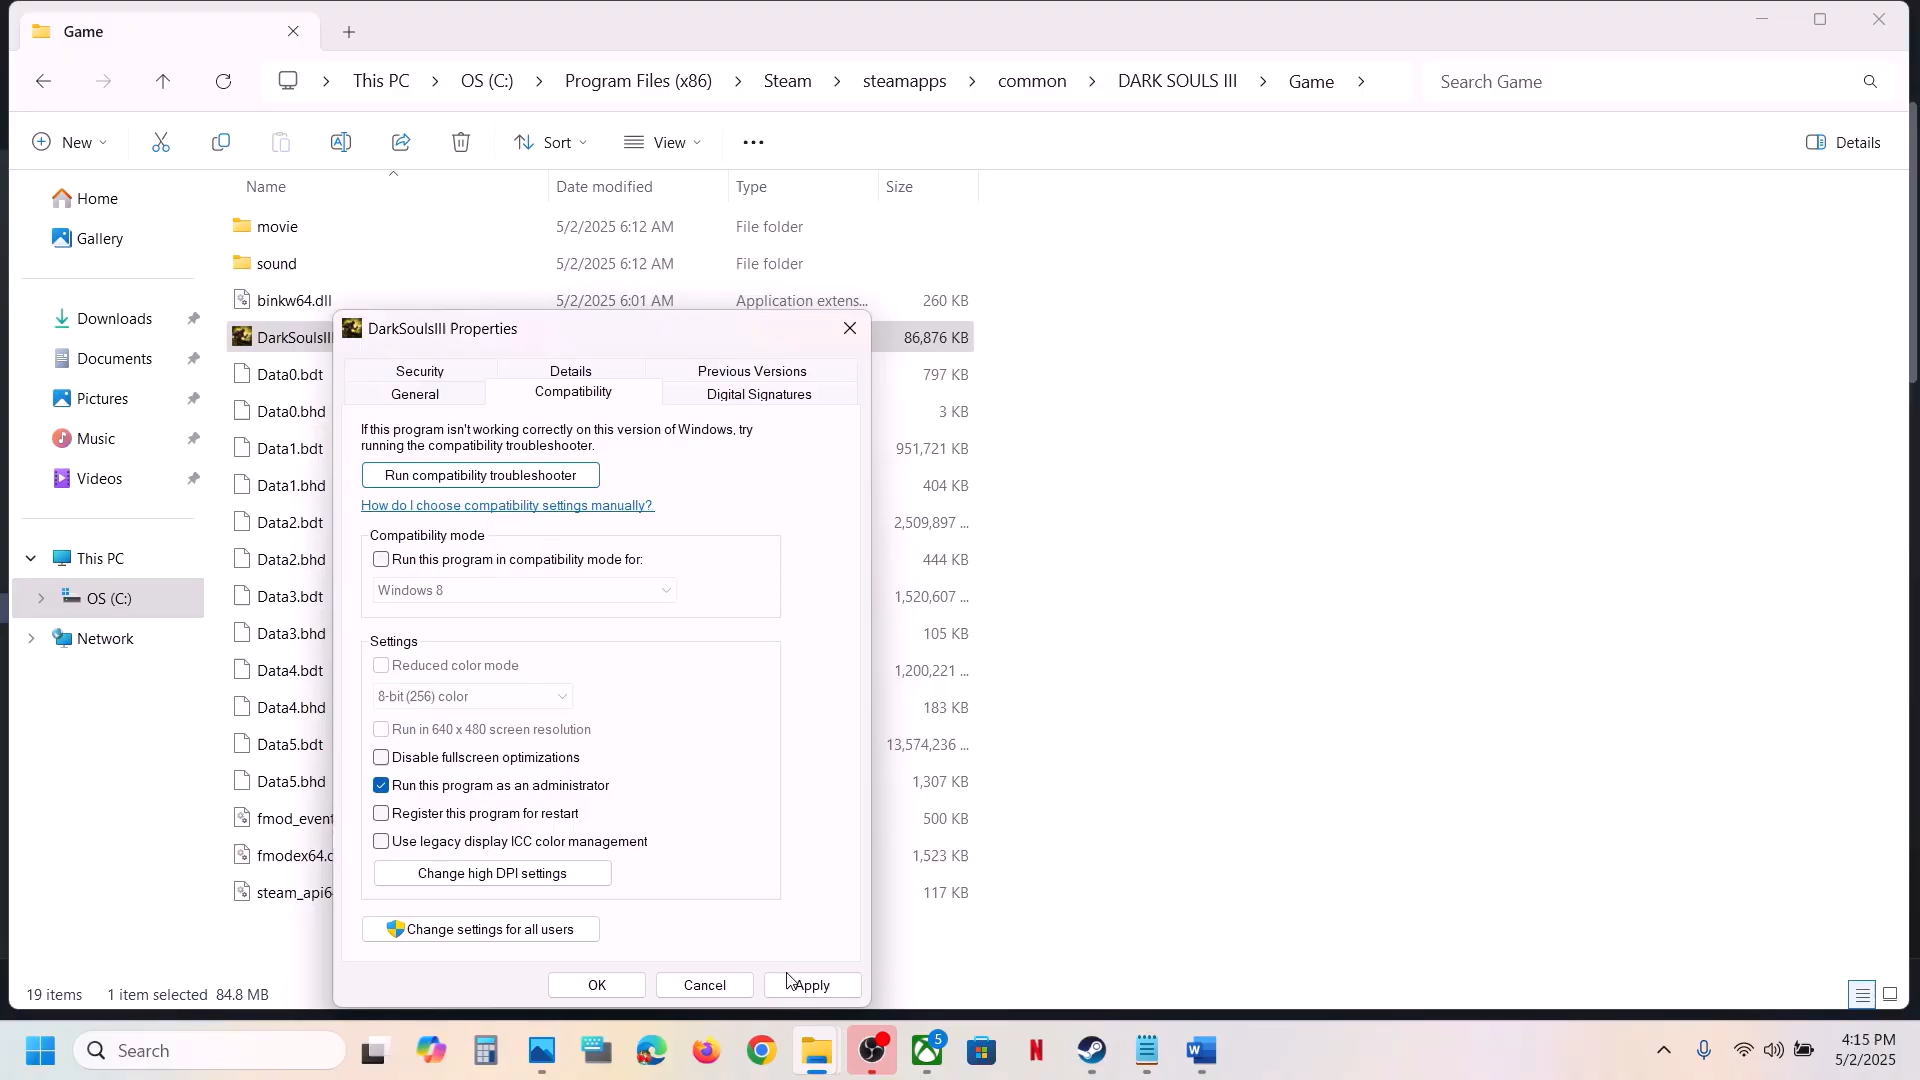 Game
This PC
OS (C:)
Program Files (x86)
Steam
steamapps
common
DARK SOULS III
Game
Search Game
New
Sort
View
Details
Name
Date modified
Type
Size
Home
Gallery
Downloads
Documents
Pictures
Music
Videos
This PC
OS (C:)
Network
movie 5/2/2025 6:12 AM File folder
sound 5/2/2025 6:12 AM File folder
binkw64.dll 5/2/2025 6:01 AM Application extens... 260 KB
DarkSoulsIII 86,876 KB
Data0.bdt 797 KB
Data0.bhd 3 KB
Data1.bdt 951,721 KB
Data1.bhd 404 KB
Data2.bdt 2,509,897 ...
Data2.bhd 444 KB
Data3.bdt 1,520,607 ...
Data3.bhd 105 KB
Data4.bdt 1,200,221 ...
Data4.bhd 183 KB
Data5.bdt 13,574,236 ...
Data5.bhd 1,307 KB
fmod_event 500 KB
fmodex64.d 1,523 KB
steam_api6 117 KB
DarkSoulsIII Properties
Security
Details
Previous Versions
General
Compatibility
Digital Signatures
If this program isn't working correctly on this version of Windows, try
running the compatibility troubleshooter.
Run compatibility troubleshooter
How do I choose compatibility settings manually?
Compatibility mode
Run this program in compatibility mode for:
Windows 8
Settings
Reduced color mode
8-bit (256) color
Run in 640 x 480 screen resolution
Disable fullscreen optimizations
Run this program as an administrator
Register this program for restart
Use legacy display ICC color management
Change high DPI settings
Change settings for all users
OK
Cancel
Apply
19 items
1 item selected 84.8 MB
Search
5
4:15 PM
5/2/2025